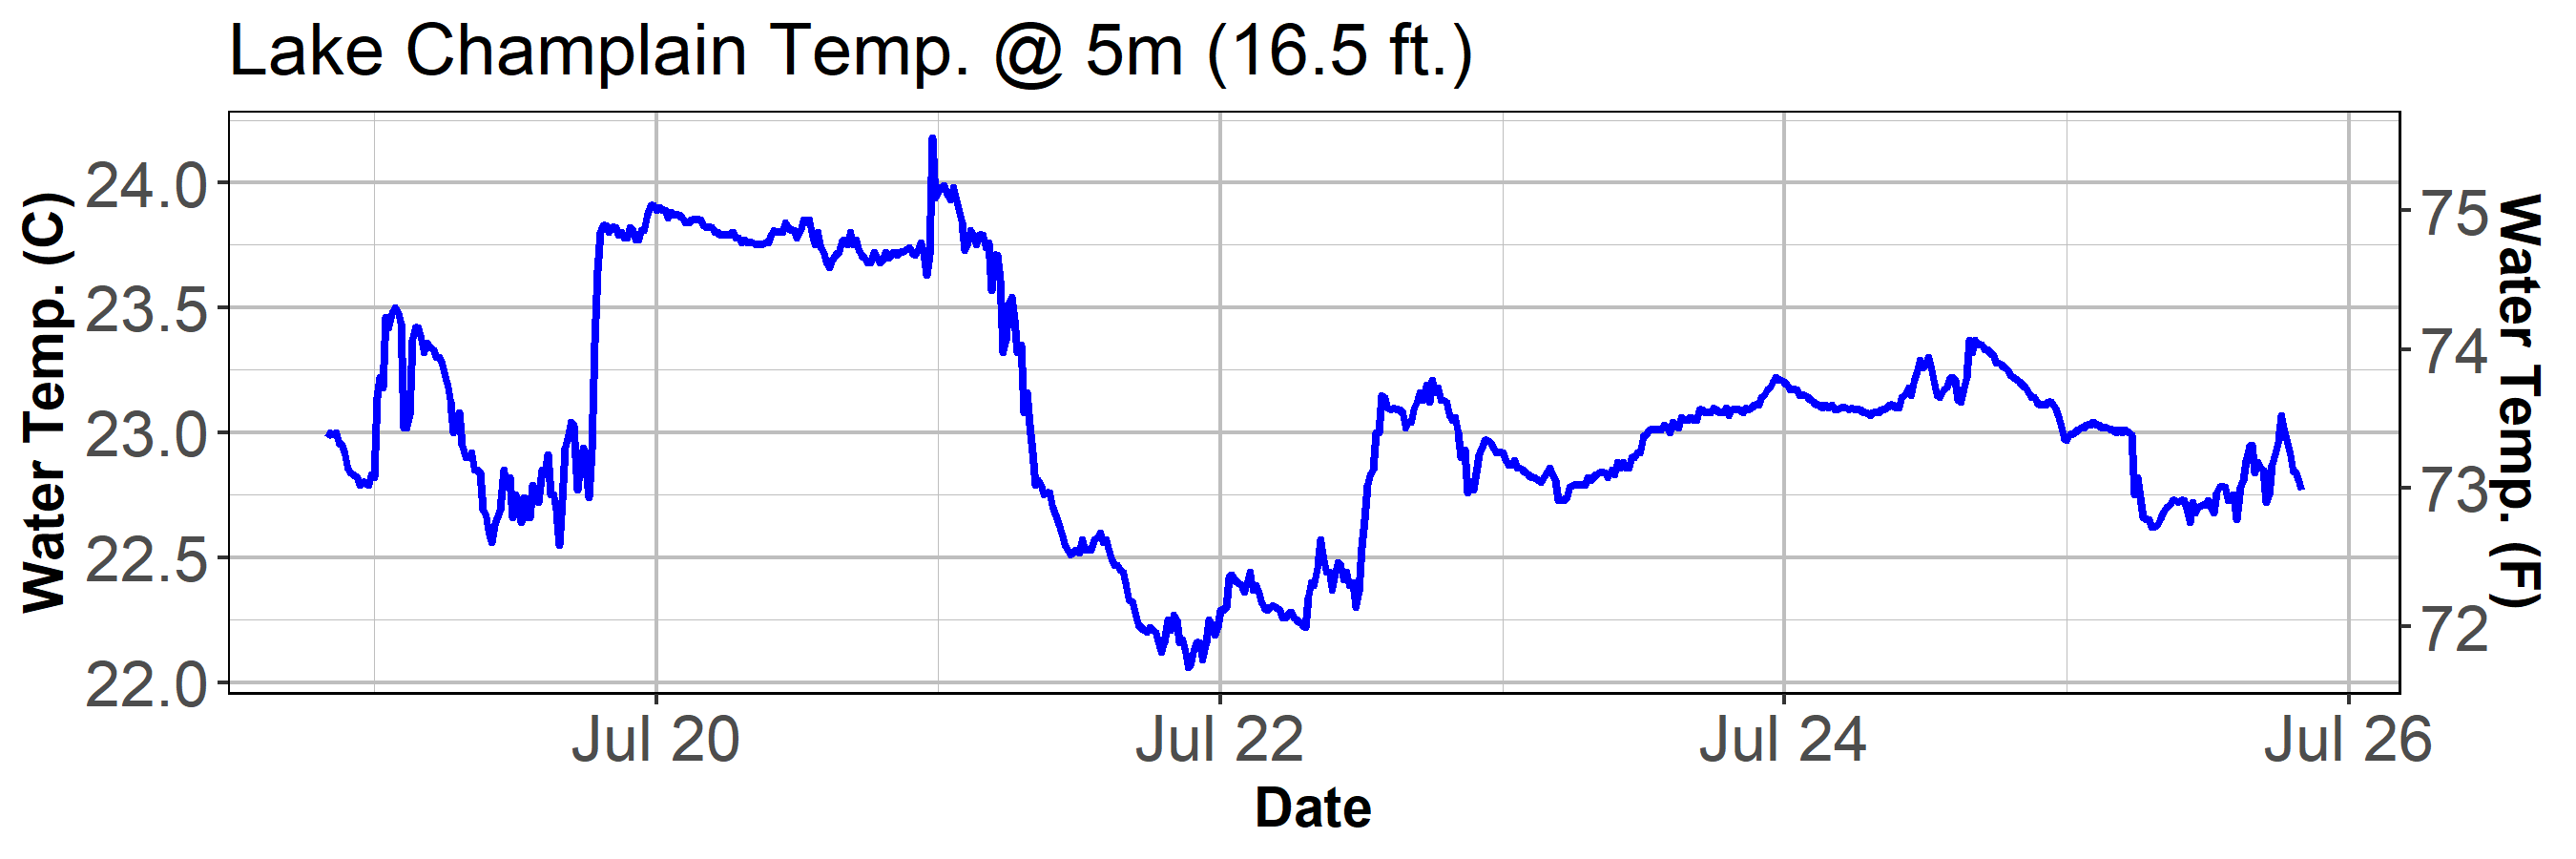 Lake Champlain Temp. @ 5m (16.5 ft.)
Water Temp. (C)
24.0
23.5
23.0
22.5
22.0
75
74
73
72
Water Temp. (F)
Jul 20
Jul 22
Jul 24
Jul 26
Date